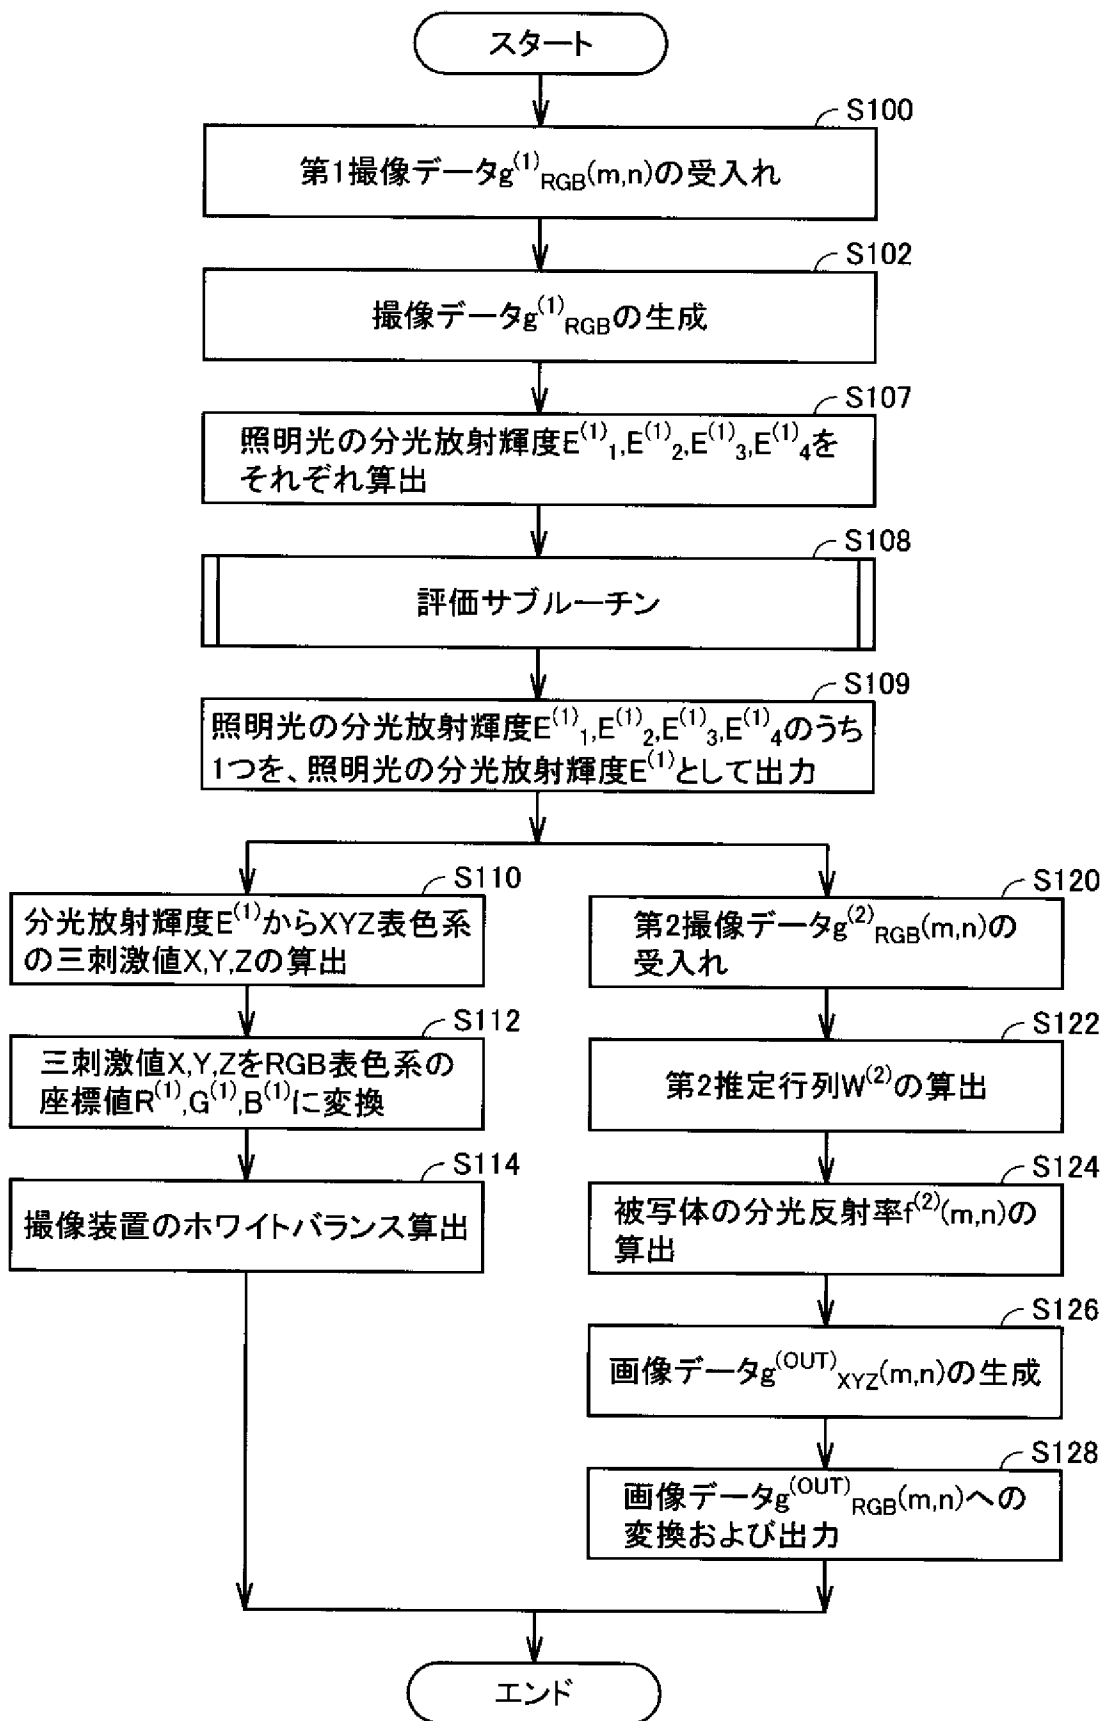 スタート
S100
第1撮像データg(1)RGB(m,n)の受入れ
S102
撮像データg(1)RGBの生成
S107
照明光の分光放射輝度E(1)1,E(1)2,E(1)3,E(1)4を
それぞれ算出
S108
評価サブルーチン
S109
照明光の分光放射輝度E(1)1,E(1)2,E(1)3,E(1)4のうち
1つを、照明光の分光放射輝度E(1)として出力
S110
分光放射輝度E(1)からXYZ表色系
の三刺激値X,Y,Zの算出
S112
三刺激値X,Y,ZをRGB表色系の
座標値R(1),G(1),B(1)に変換
S114
撮像装置のホワイトバランス算出
S120
第2撮像データg(2)RGB(m,n)の
受入れ
S122
第2推定行列W(2)の算出
S124
被写体の分光反射率f(2)(m,n)の
算出
S126
画像データg(OUT)XYZ(m,n)の生成
S128
画像データg(OUT)RGB(m,n)への
変換および出力
エンド